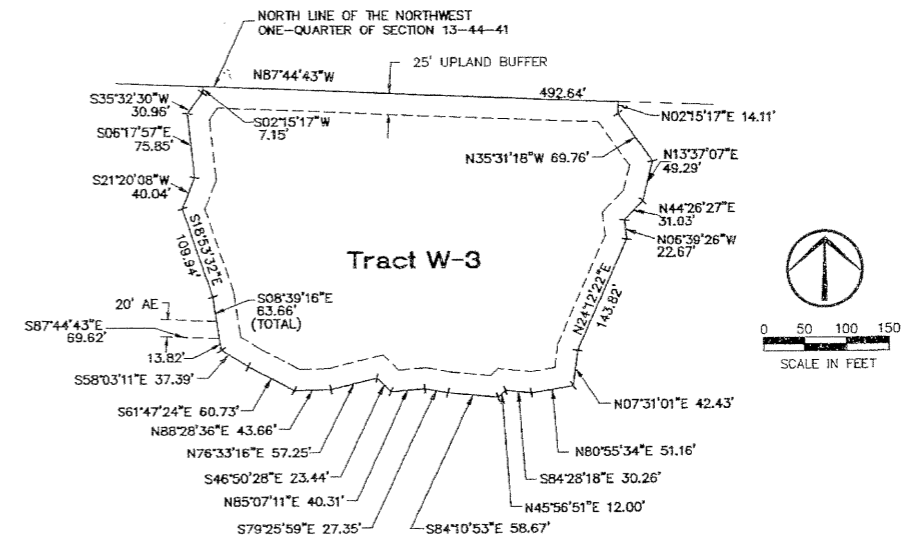 NORTH LINE OF THE NORTHWEST
ONE-QUARTER OF SECTION 13-44-41
N87°44'43"W
25' UPLAND BUFFER
492.64'
S35°32'30"W
30.96'
S02°15'17"W
7.15'
N02°15'17"E 14.11'
S06°17'57"E
75.85'
N35°31'18"W 69.76'
N13°37'07"E
49.29'
S21°20'08"W
40.04'
N44°26'27"E
31.03'
N06°39'26"W
22.67'
S18°53'32"E
109.94'
Tract W-3
N24°12'22"E
143.82'
20' AE
S08°39'16"E
63.66'
(TOTAL)
S87°44'43"E
69.62'
13.82'
0 50 100 150
SCALE IN FEET
S58°03'11"E 37.39'
S61°47'24"E 60.73'
N07°31'01"E 42.43'
N88°28'36"E 43.66'
N76°33'16"E 57.25'
N80°55'34"E 51.16'
S46°50'28"E 23.44'
S84°28'18"E 30.26'
N85°07'11"E 40.31'
N45°56'51"E 12.00'
S79°25'59"E 27.35'
S84°10'53"E 58.67'